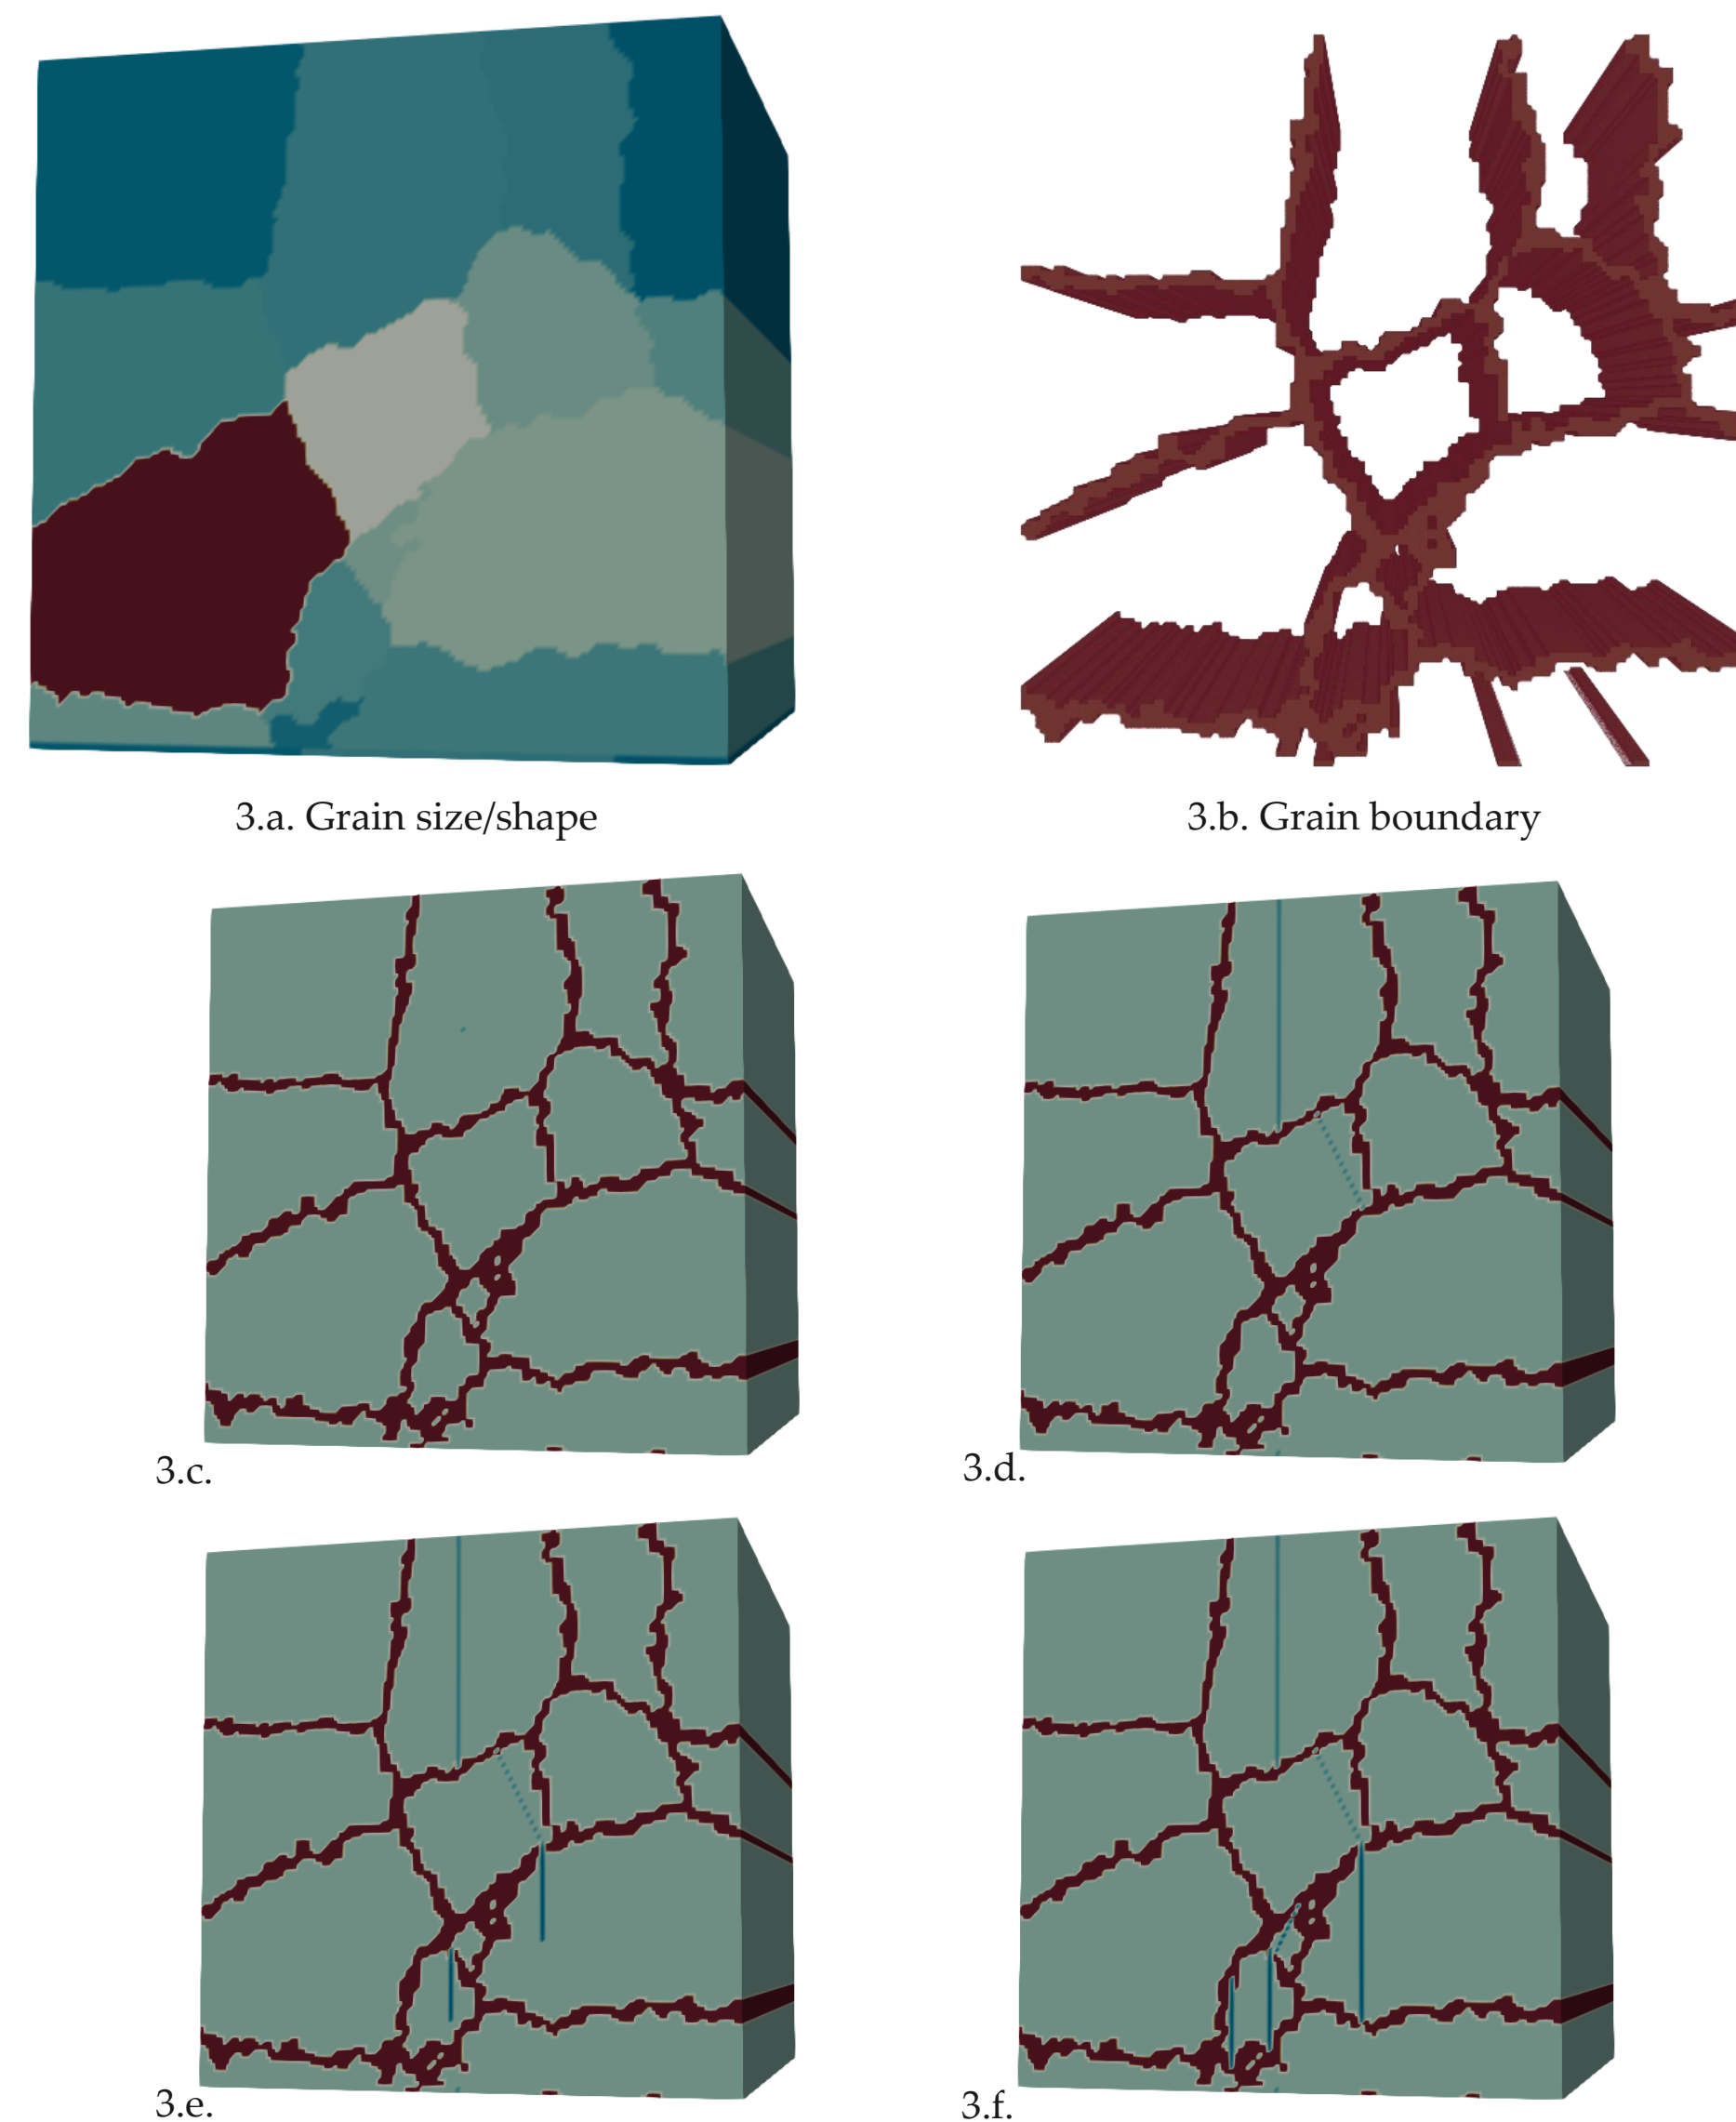 3.a. Grain size/shape
3.b. Grain boundary
3.c.
3.d.
3.e.
3.f.